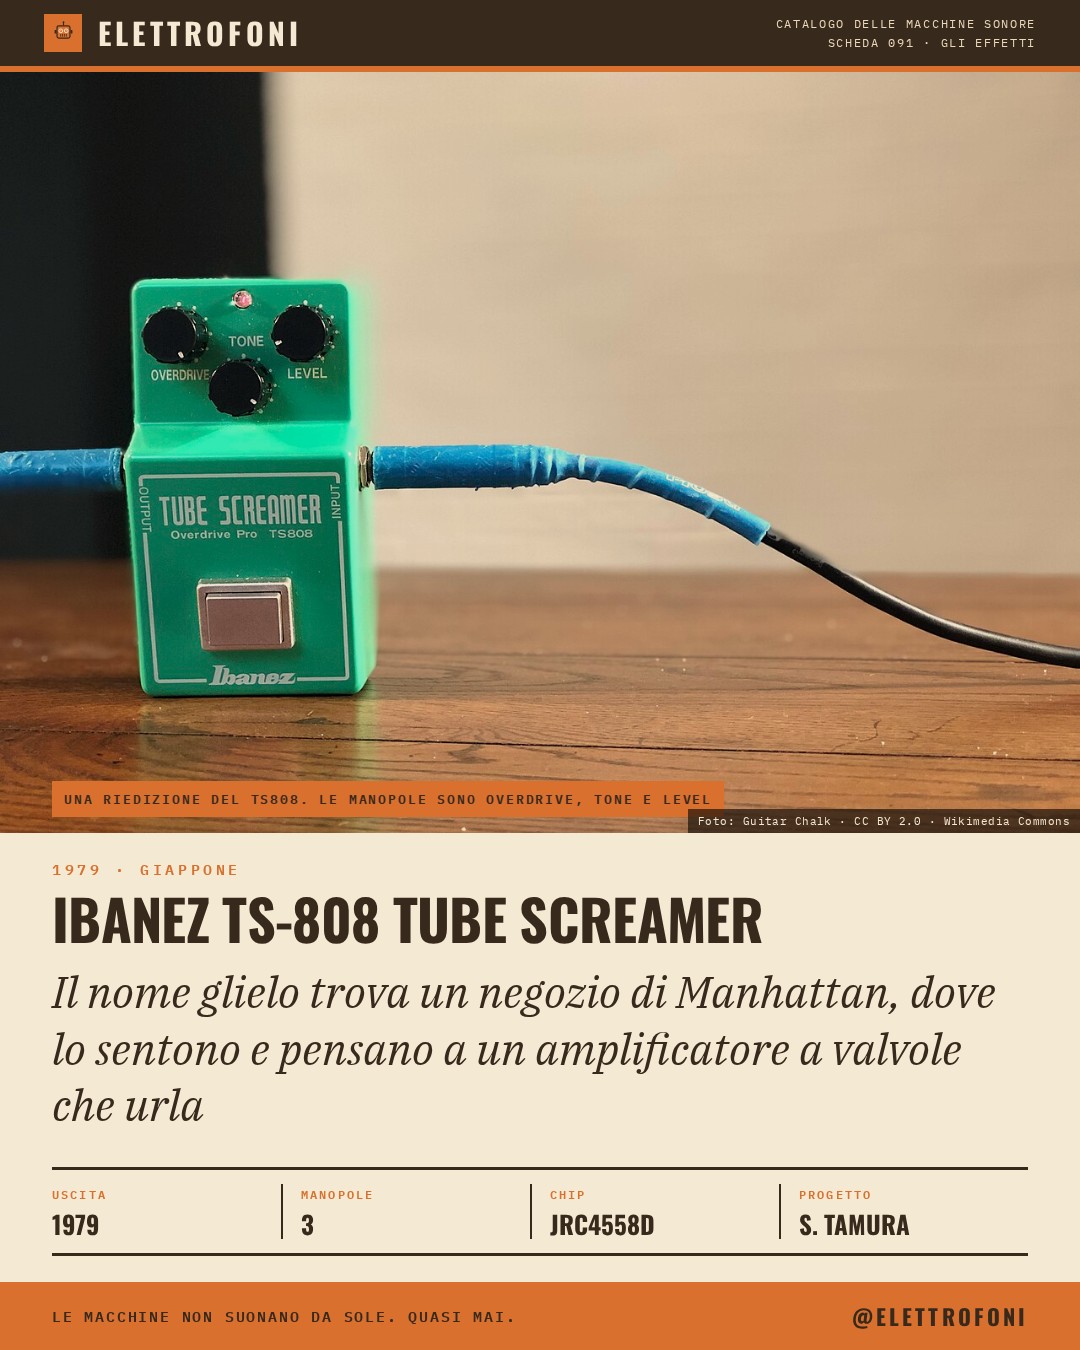 ELETTROFONI
CATALOGO DELLE MACCHINE SONORE
SCHEDA 091 · GLI EFFETTI
TONE
OVERDRIVE
LEVEL
OUTPUT
INPUT
TUBE SCREAMER
Overdrive Pro TS808
Ibanez
UNA RIEDIZIONE DEL TS808. LE MANOPOLE SONO OVERDRIVE, TONE E LEVEL
Foto: Guitar Chalk · CC BY 2.0 · Wikimedia Commons
1979 · GIAPPONE
IBANEZ TS-808 TUBE SCREAMER
Il nome glielo trova un negozio di Manhattan, dove
lo sentono e pensano a un amplificatore a valvole
che urla
USCITA
1979
MANOPOLE
3
CHIP
JRC4558D
PROGETTO
S. TAMURA
LE MACCHINE NON SUONANO DA SOLE. QUASI MAI.
@ELETTROFONI